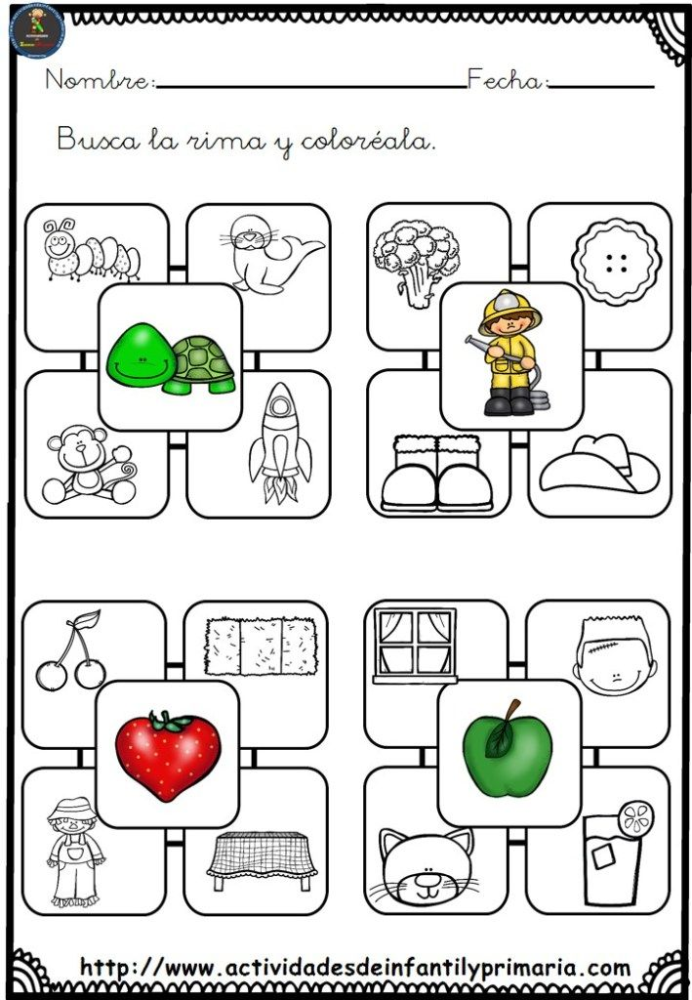 Nombre: Fecha:
Busca la rima y coloréala.
http://www.actividadesdeinfantilyprimaria.com